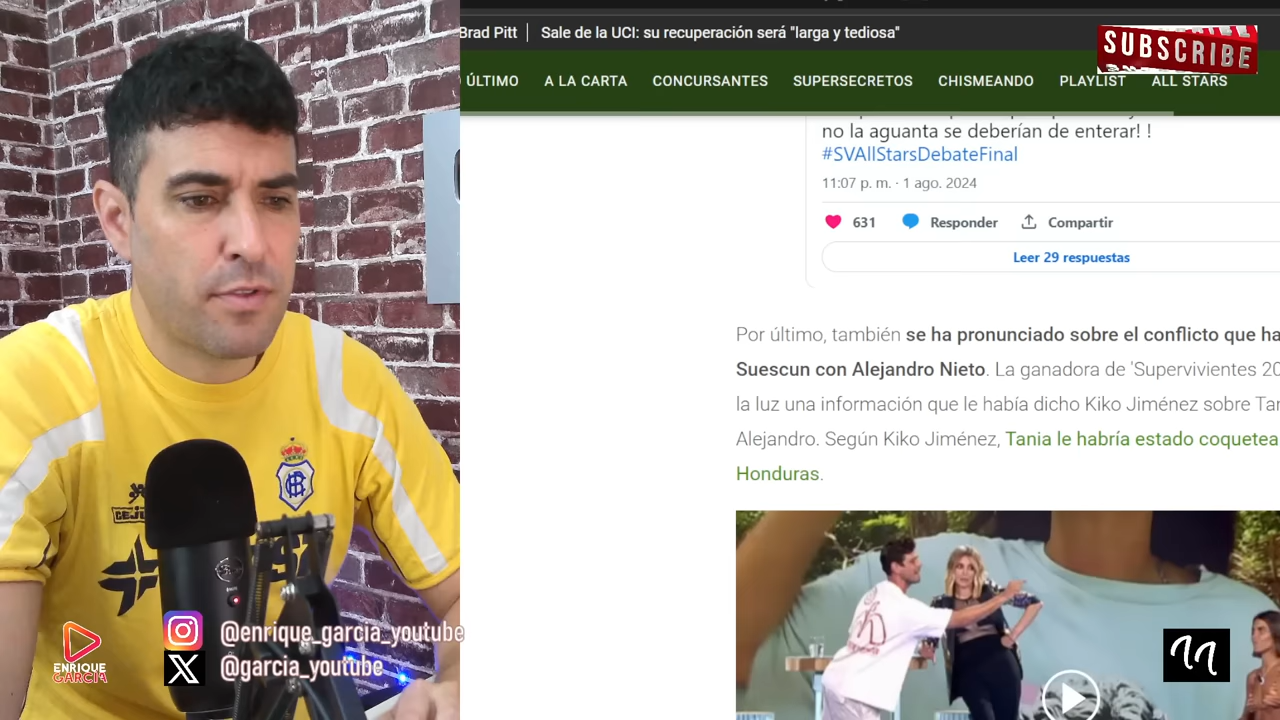 Brad Pitt
Sale de la UCI: su recuperación será "larga y tediosa"
SUBSCRIBE
ÚLTIMO
A LA CARTA
CONCURSANTES
SUPERSECRETOS
CHISMEANDO
PLAYLIST
ALL STARS
no la aguanta se deberían de enterar! !
#SVAllStarsDebateFinal
11:07 p. m. · 1 ago. 2024
631
Responder
Compartir
Leer 29 respuestas
Por último, también se ha pronunciado sobre el conflicto que ha
Suescun con Alejandro Nieto. La ganadora de 'Supervivientes 20
la luz una información que le había dicho Kiko Jiménez sobre Tan
Alejandro. Según Kiko Jiménez, Tania le habría estado coquetea
Honduras.
ENRIQUE
GARCIA
@enrique_garcia_youtube
@garcia_youtube